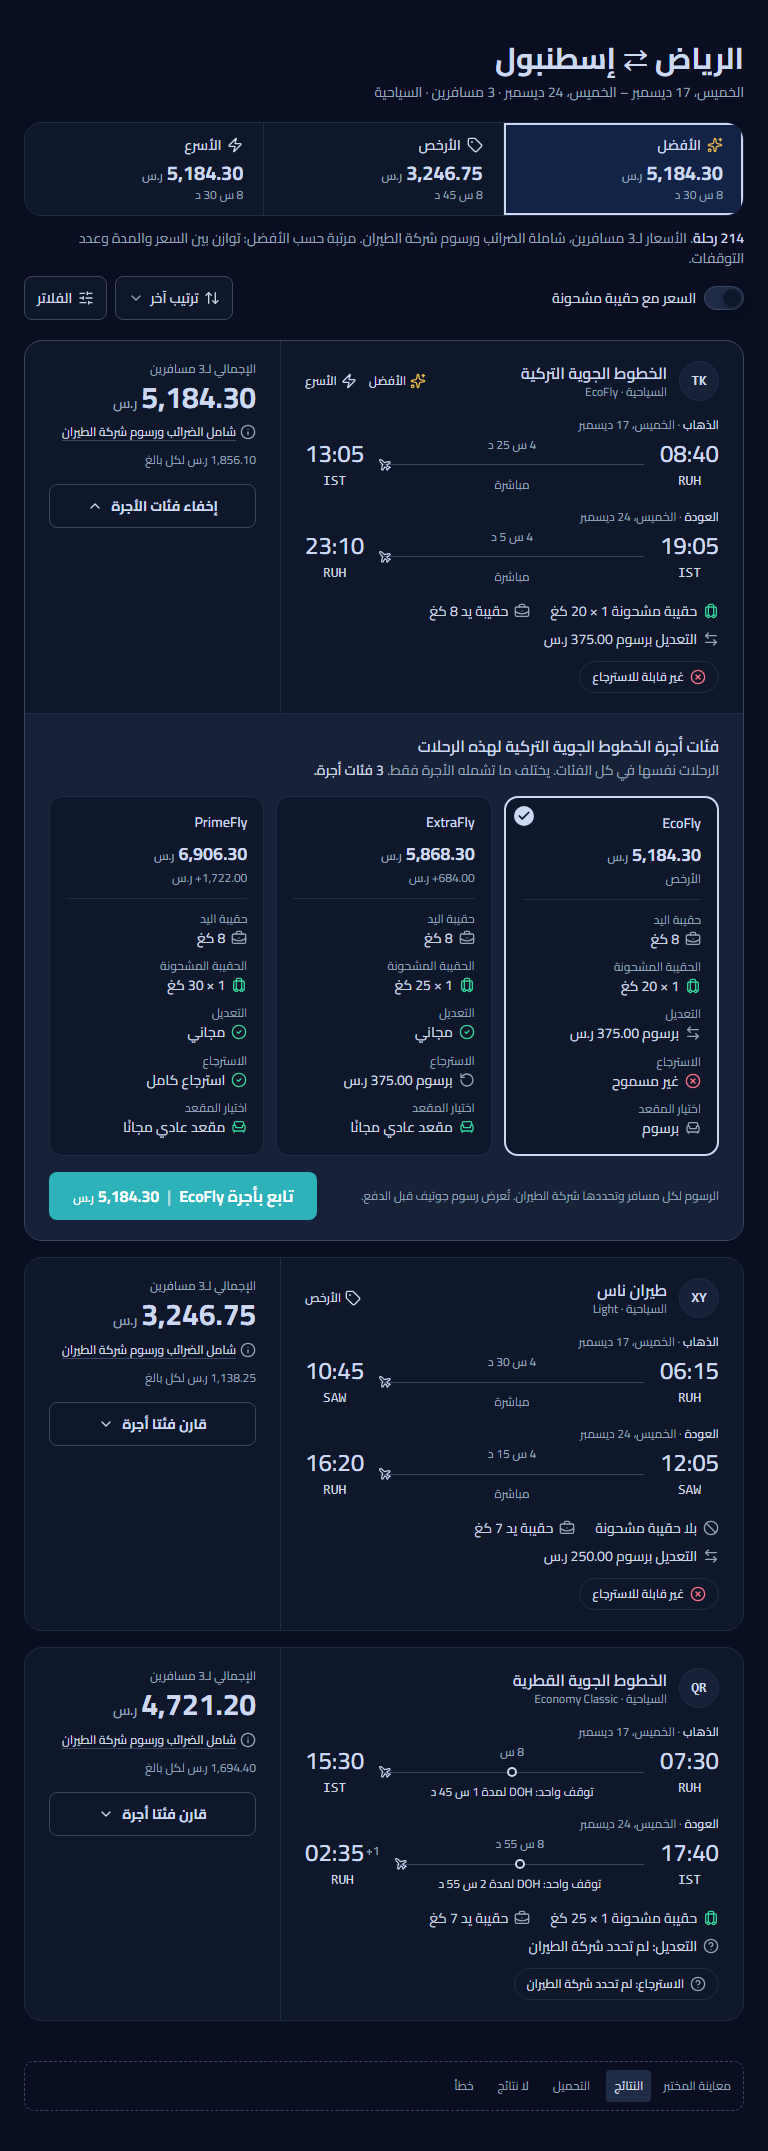 الرياض ⇄ إسطنبول
الخميس، 17 ديسمبر – الخميس، 24 ديسمبر · 3 مسافرين · السياحية
الأفضل
5,184.30 ر.س
8 س 30 د
الأرخص
3,246.75 ر.س
8 س 45 د
الأسرع
5,184.30 ر.س
8 س 30 د
214 رحلة. الأسعار لـ3 مسافرين، شاملة الضرائب ورسوم شركة الطيران. مرتبة حسب الأفضل: توازن بين السعر والمدة وعدد
التوقفات.
السعر مع حقيبة مشحونة
ترتيب آخر
الفلاتر
TK
الخطوط الجوية التركية
السياحية · EcoFly
الأفضل
الأسرع
الذهاب · الخميس، 17 ديسمبر
08:40
RUH
4 س 25 د
مباشرة
13:05
IST
العودة · الخميس، 24 ديسمبر
19:05
IST
4 س 5 د
مباشرة
23:10
RUH
حقيبة مشحونة 1 × 20 كغ
حقيبة يد 8 كغ
التعديل برسوم 375.00 ر.س
غير قابلة للاسترجاع
الإجمالي لـ3 مسافرين
5,184.30 ر.س
شامل الضرائب ورسوم شركة الطيران
1,856.10 ر.س لكل بالغ
إخفاء فئات الأجرة
فئات أجرة الخطوط الجوية التركية لهذه الرحلات
الرحلات نفسها في كل الفئات. يختلف ما تشمله الأجرة فقط. 3 فئات أجرة.
EcoFly
5,184.30 ر.س
الأرخص
حقيبة اليد
8 كغ
الحقيبة المشحونة
1 × 20 كغ
التعديل
برسوم 375.00 ر.س
الاسترجاع
غير مسموح
اختيار المقعد
برسوم
ExtraFly
5,868.30 ر.س
+684.00 ر.س
حقيبة اليد
8 كغ
الحقيبة المشحونة
1 × 25 كغ
التعديل
مجاني
الاسترجاع
برسوم 375.00 ر.س
اختيار المقعد
مقعد عادي مجانًا
PrimeFly
6,906.30 ر.س
+1,722.00 ر.س
حقيبة اليد
8 كغ
الحقيبة المشحونة
1 × 30 كغ
التعديل
مجاني
الاسترجاع
استرجاع كامل
اختيار المقعد
مقعد عادي مجانًا
الرسوم لكل مسافر وتحددها شركة الطيران. تُعرض رسوم جوتيف قبل الدفع.
تابع بأجرة EcoFly | 5,184.30 ر.س
XY
طيران ناس
السياحية · Light
الأرخص
الذهاب · الخميس، 17 ديسمبر
06:15
RUH
4 س 30 د
مباشرة
10:45
SAW
العودة · الخميس، 24 ديسمبر
12:05
SAW
4 س 15 د
مباشرة
16:20
RUH
بلا حقيبة مشحونة
حقيبة يد 7 كغ
التعديل برسوم 250.00 ر.س
غير قابلة للاسترجاع
الإجمالي لـ3 مسافرين
3,246.75 ر.س
شامل الضرائب ورسوم شركة الطيران
1,138.25 ر.س لكل بالغ
قارن فئتا أجرة
QR
الخطوط الجوية القطرية
السياحية · Economy Classic
الذهاب · الخميس، 17 ديسمبر
07:30
RUH
8 س
توقف واحد: DOH لمدة 1 س 45 د
15:30
IST
العودة · الخميس، 24 ديسمبر
17:40
IST
8 س 55 د
توقف واحد: DOH لمدة 2 س 55 د
02:35 +1
RUH
حقيبة مشحونة 1 × 25 كغ
حقيبة يد 7 كغ
التعديل: لم تحدد شركة الطيران
الاسترجاع: لم تحدد شركة الطيران
الإجمالي لـ3 مسافرين
4,721.20 ر.س
شامل الضرائب ورسوم شركة الطيران
1,694.40 ر.س لكل بالغ
قارن فئتا أجرة
معاينة المختبر
النتائج
التحميل
لا نتائج
خطأ